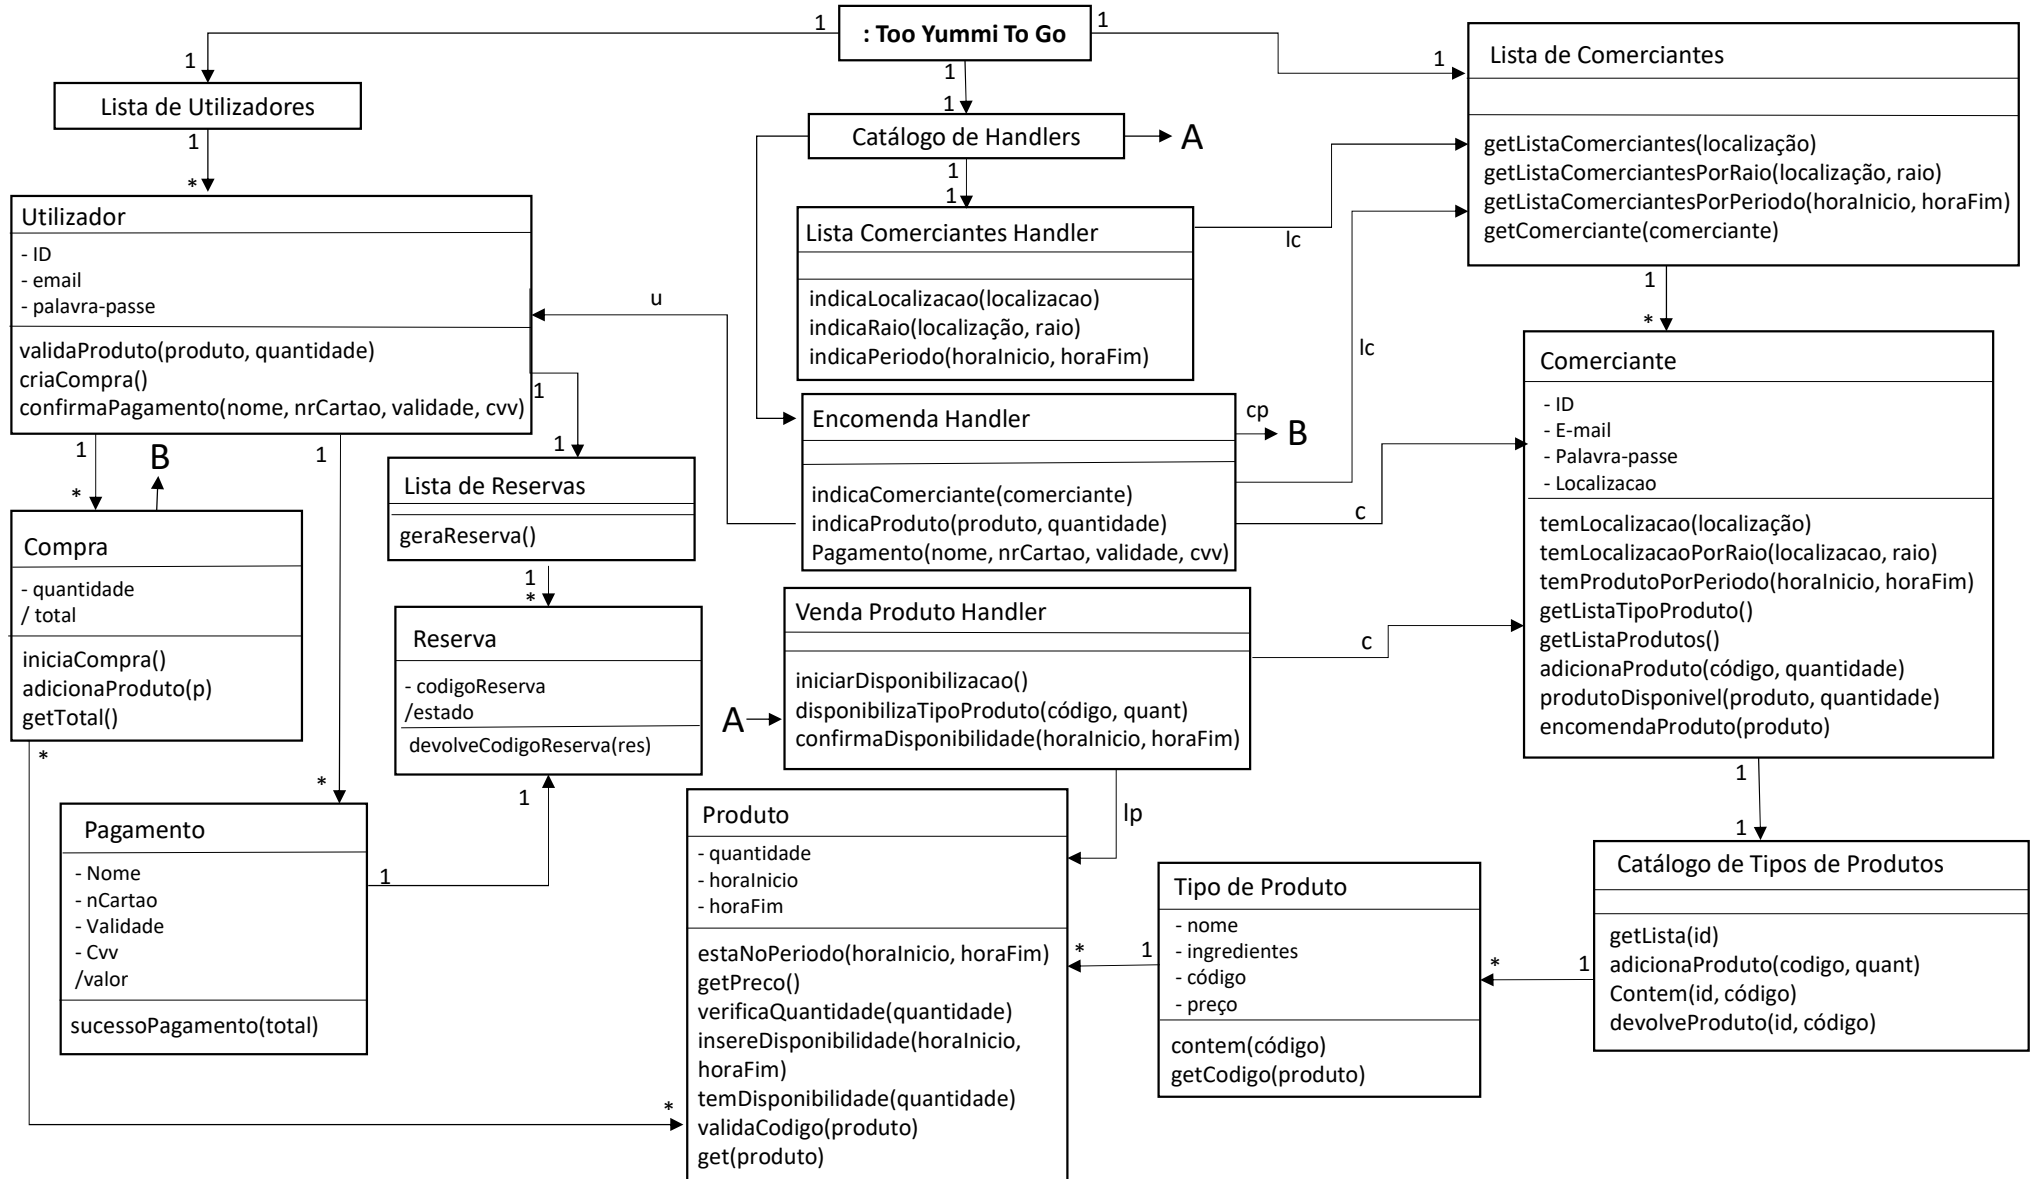 : Too Yummi To Go
1
1
1
1
1
1
Lista de Utilizadores
1
*
Catálogo de Handlers
A
1
1
Lista de Comerciantes
getListaComerciantes(localização)
getListaComerciantesPorRaio(localização, raio)
getListaComerciantesPorPeriodo(horaInicio, horaFim)
getComerciante(comerciante)
1
*
Utilizador
- ID
- email
- palavra-passe
validaProduto(produto, quantidade)
criaCompra()
confirmaPagamento(nome, nrCartao, validade, cvv)
1
*
1
*
1
1
B
u
Lista Comerciantes Handler
indicaLocalizacao(localizacao)
indicaRaio(localização, raio)
indicaPeriodo(horaInicio, horaFim)
lc
lc
Encomenda Handler
indicaComerciante(comerciante)
indicaProduto(produto, quantidade)
Pagamento(nome, nrCartao, validade, cvv)
cp
B
c
Comerciante
- ID
- E-mail
- Palavra-passe
- Localizacao
temLocalizacao(localização)
temLocalizacaoPorRaio(localizacao, raio)
temProdutoPorPeriodo(horaInicio, horaFim)
getListaTipoProduto()
getListaProdutos()
adicionaProduto(código, quantidade)
produtoDisponivel(produto, quantidade)
encomendaProduto(produto)
1
1
Lista de Reservas
geraReserva()
1
*
Compra
- quantidade
/ total
iniciaCompra()
adicionaProduto(p)
getTotal()
*
*
Reserva
- codigoReserva
/estado
devolveCodigoReserva(res)
1
1
Venda Produto Handler
iniciarDisponibilizacao()
disponibilizaTipoProduto(código, quant)
confirmaDisponibilidade(horaInicio, horaFim)
A
c
lp
Pagamento
- Nome
- nCartao
- Validade
- Cvv
/valor
sucessoPagamento(total)
Produto
- quantidade
- horaInicio
- horaFim
estaNoPeriodo(horaInicio, horaFim)
getPreco()
verificaQuantidade(quantidade)
insereDisponibilidade(horaInicio,
horaFim)
temDisponibilidade(quantidade)
validaCodigo(produto)
get(produto)
*
1
Tipo de Produto
- nome
- ingredientes
- código
- preço
contem(código)
getCodigo(produto)
*
1
Catálogo de Tipos de Produtos
getLista(id)
adicionaProduto(codigo, quant)
Contem(id, código)
devolveProduto(id, código)